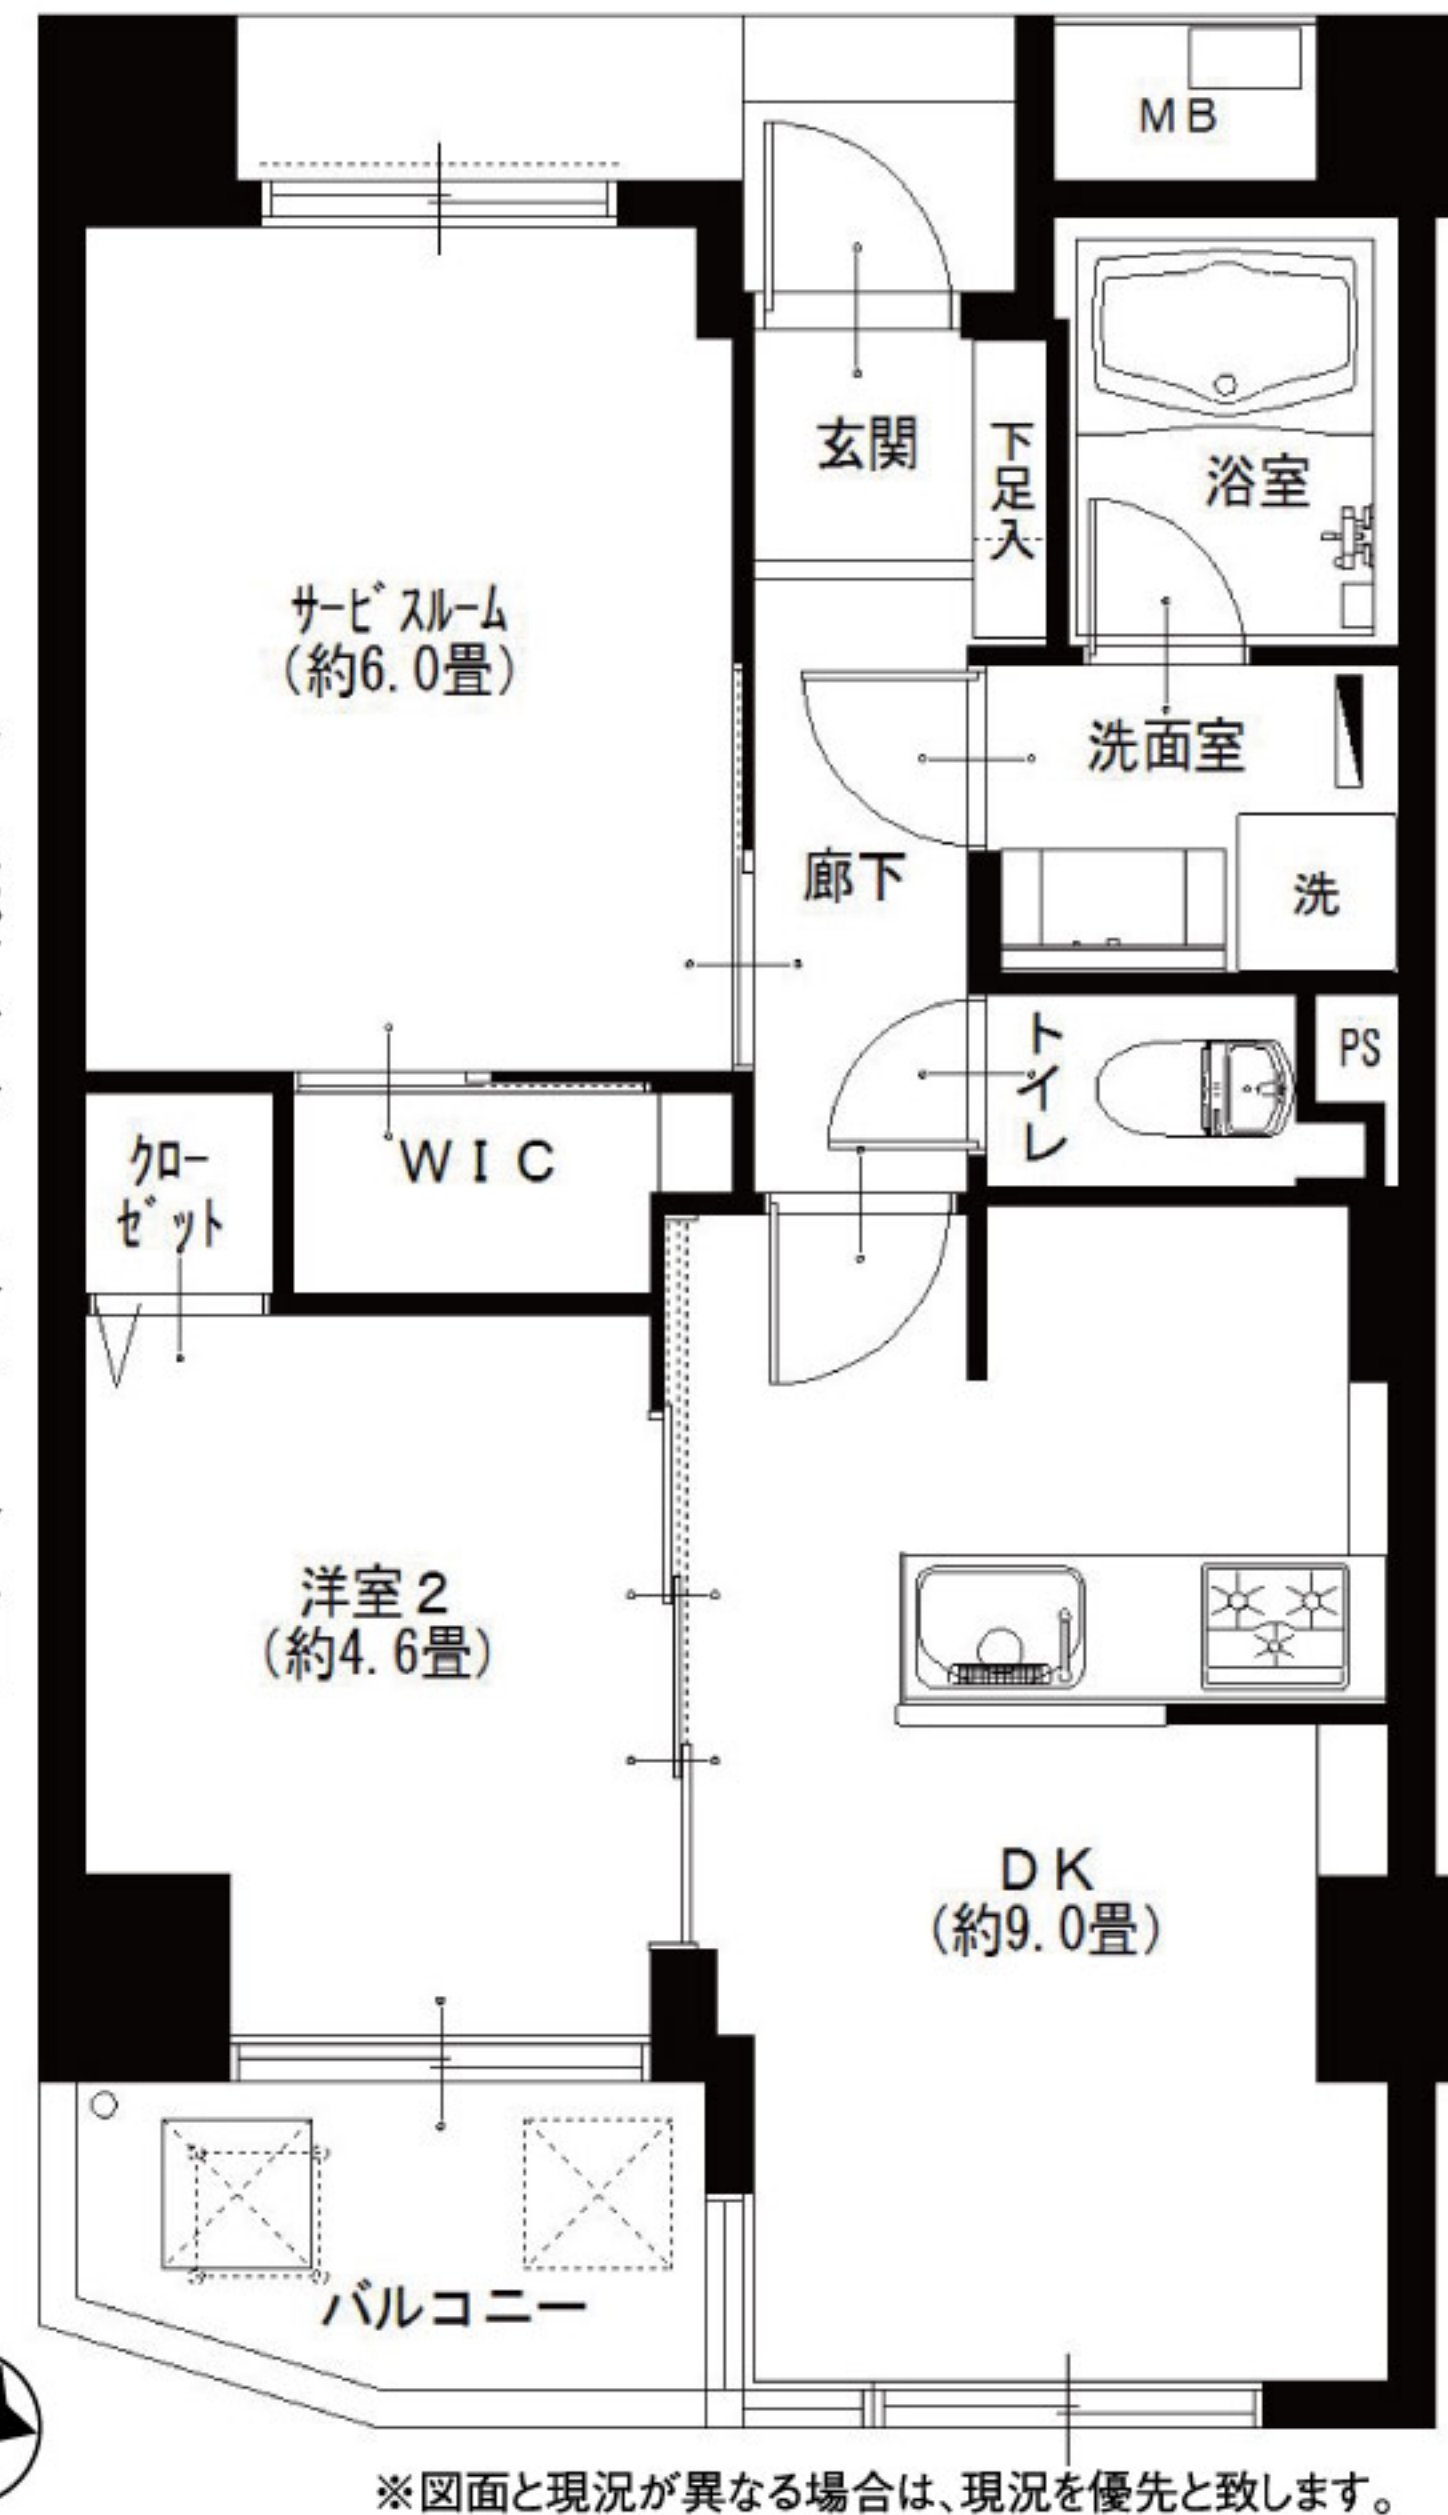 MB
玄関
下足入
浴室
サービスルーム
(約6.0畳)
洗面室
廊下
洗
トイレ
PS
クロー
ゼット
WIC
洋室2
(約4.6畳)
DK
(約9.0畳)
バルコニー
※図面と現況が異なる場合は、現況を優先と致します。